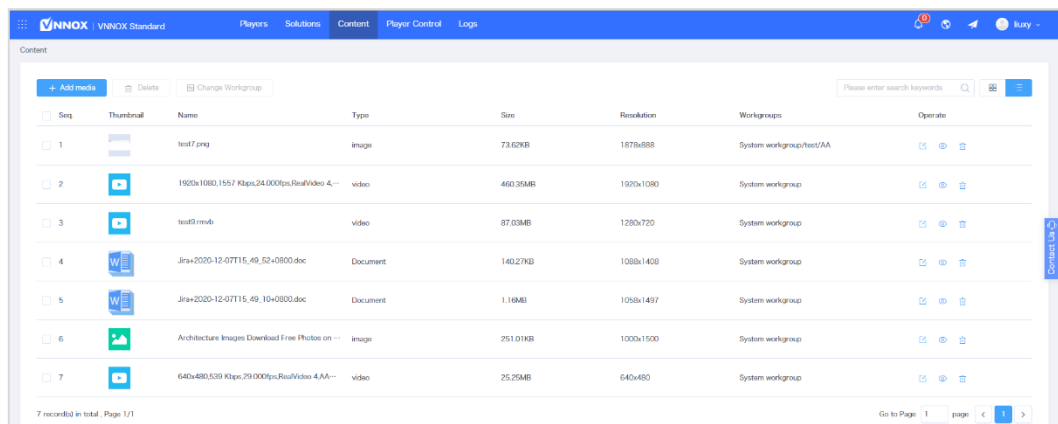 VNNOX | VNNOX Standard Players Solutions Content Player Control Logs 0 liuxy
Content
+ Add media Delete Change Workgroup Please enter search keywords
Seq. Thumbnail Name Type Size Resolution Workgroups Operate
1 test7.png image 73.62KB 1878x888 System workgroup/test/AA
2 1920x1080,1557 Kbps,24.000fps,RealVideo 4,··· video 460.35MB 1920x1080 System workgroup
3 test9.rmvb video 87.03MB 1280x720 System workgroup
4 W Jira+2020-12-07T15_49_52+0800.doc Document 140.27KB 1088x1408 System workgroup
5 W Jira+2020-12-07T15_49_10+0800.doc Document 1.16MB 1058x1497 System workgroup
6 Architecture Images Download Free Photos on ··· image 251.01KB 1000x1500 System workgroup
7 640x480,539 Kbps,29.000fps,RealVideo 4,AA··· video 25.25MB 640x480 System workgroup
7 record(s) in total , Page 1/1 Go to Page 1 page < 1 >
Contact Us